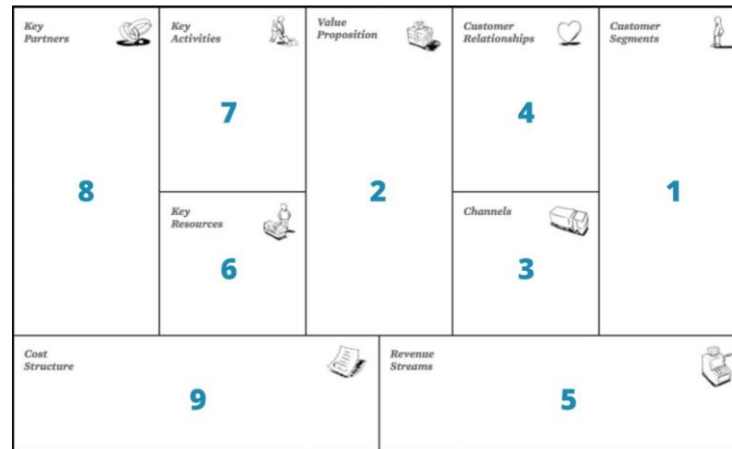 Key
Partners
8
Key
Activities
7
Key
Resources
6
Value
Proposition
2
Customer
Relationships
4
Channels
3
Customer
Segments
1
Cost
Structure
9
Revenue
Streams
5